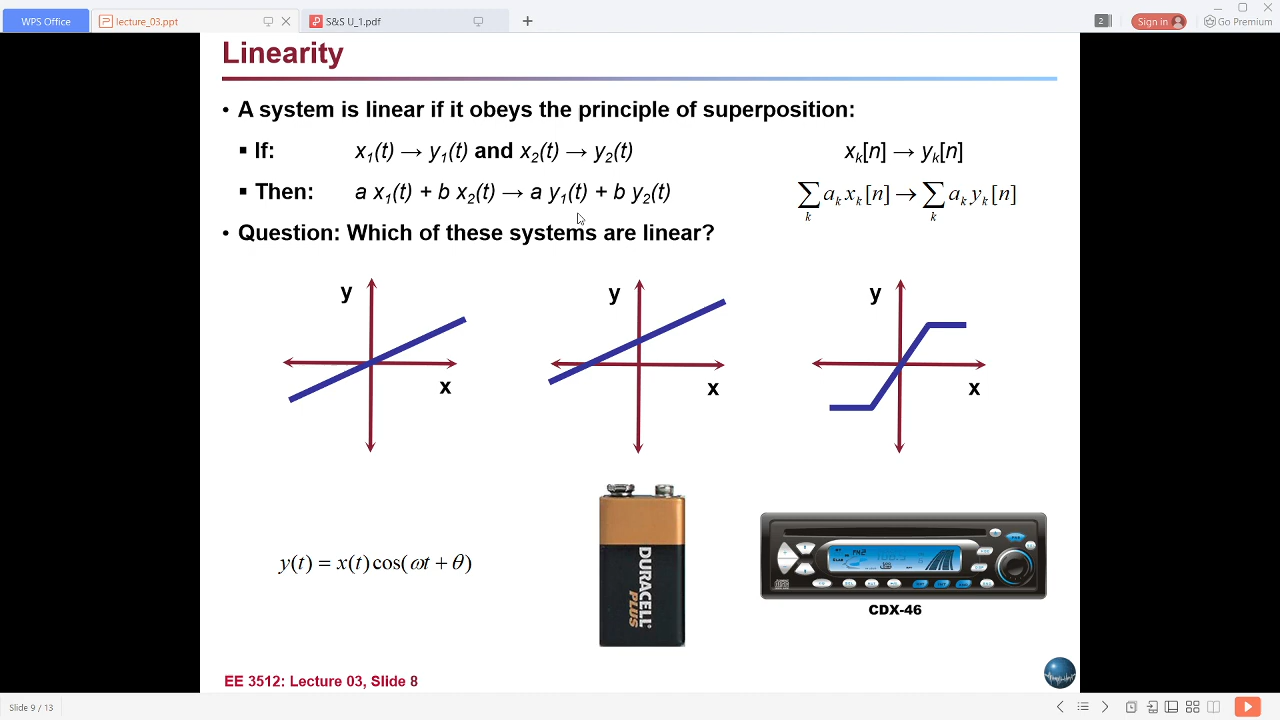 WPS Office
lecture_03.ppt
S&S U_1.pdf
2
Sign in
Go Premium
Linearity
• A system is linear if it obeys the principle of superposition:
▪ If: x₁(t) → y₁(t) and x₂(t) → y₂(t)
xₖ[n] → yₖ[n]
▪ Then: a x₁(t) + b x₂(t) → a y₁(t) + b y₂(t)
∑ₖ aₖ xₖ[n] → ∑ₖ aₖ yₖ[n]
• Question: Which of these systems are linear?
y
x
y
x
y
x
y(t) = x(t)cos(ωt + θ)
DURACELL
PLUS
CDX-46
EE 3512: Lecture 03, Slide 8
Slide 9 / 13